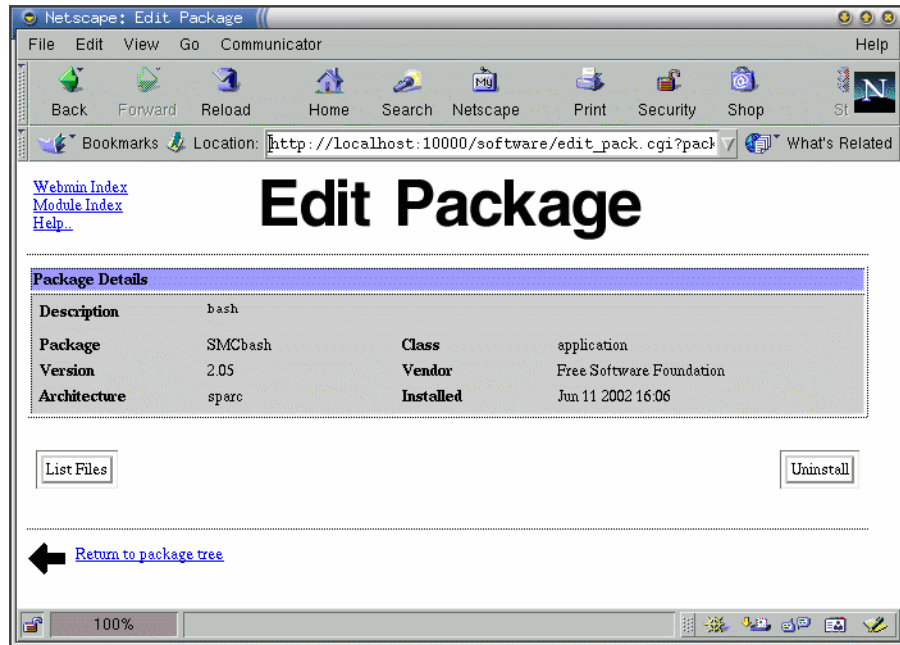 Netscape: Edit Package
File Edit View Go Communicator Help
Back Forward Reload Home Search Netscape Print Security Shop St N
My
Bookmarks Location: http://localhost:10000/software/edit_pack.cgi?pack What's Related
Webmin Index
Module Index
Help..
Edit Package
Package Details
Description bash
Package SMCbash Class application
Version 2.05 Vendor Free Software Foundation
Architecture sparc Installed Jun 11 2002 16:06
List Files Uninstall
Return to package tree
100%